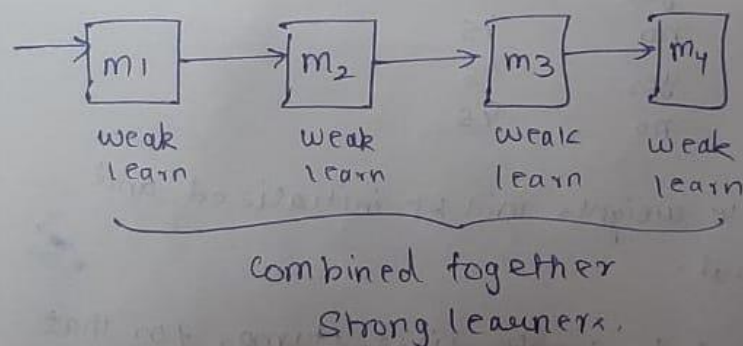 m1 m2 m3 m4
weak weak weak weak
learn learn learn learn
Combined together
Strong learners.